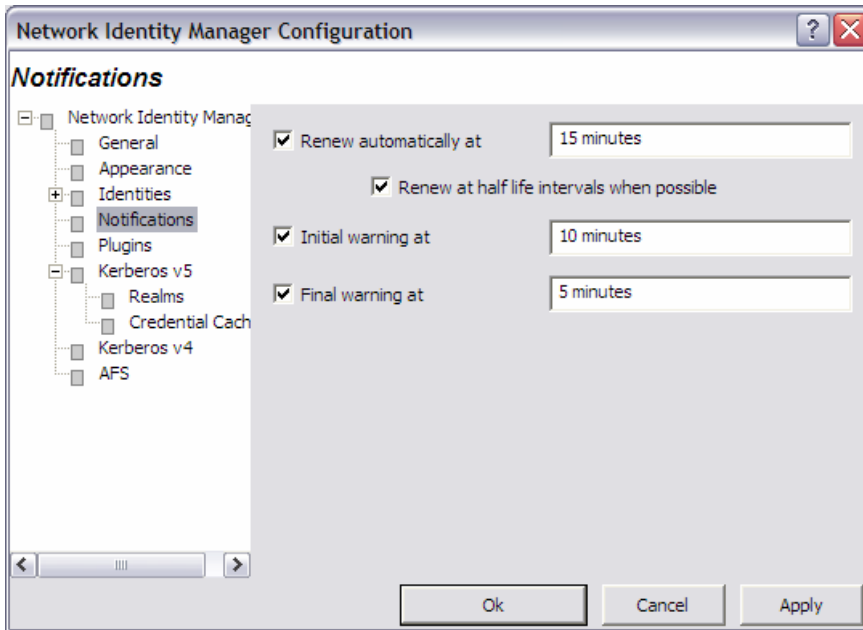 Network Identity Manager Configuration
?
Notifications
Network Identity Manag
General
Appearance
Identities
Notifications
Plugins
Kerberos v5
Realms
Credential Cach
Kerberos v4
AFS
Renew automatically at
15 minutes
Renew at half life intervals when possible
Initial warning at
10 minutes
Final warning at
5 minutes
Ok
Cancel
Apply